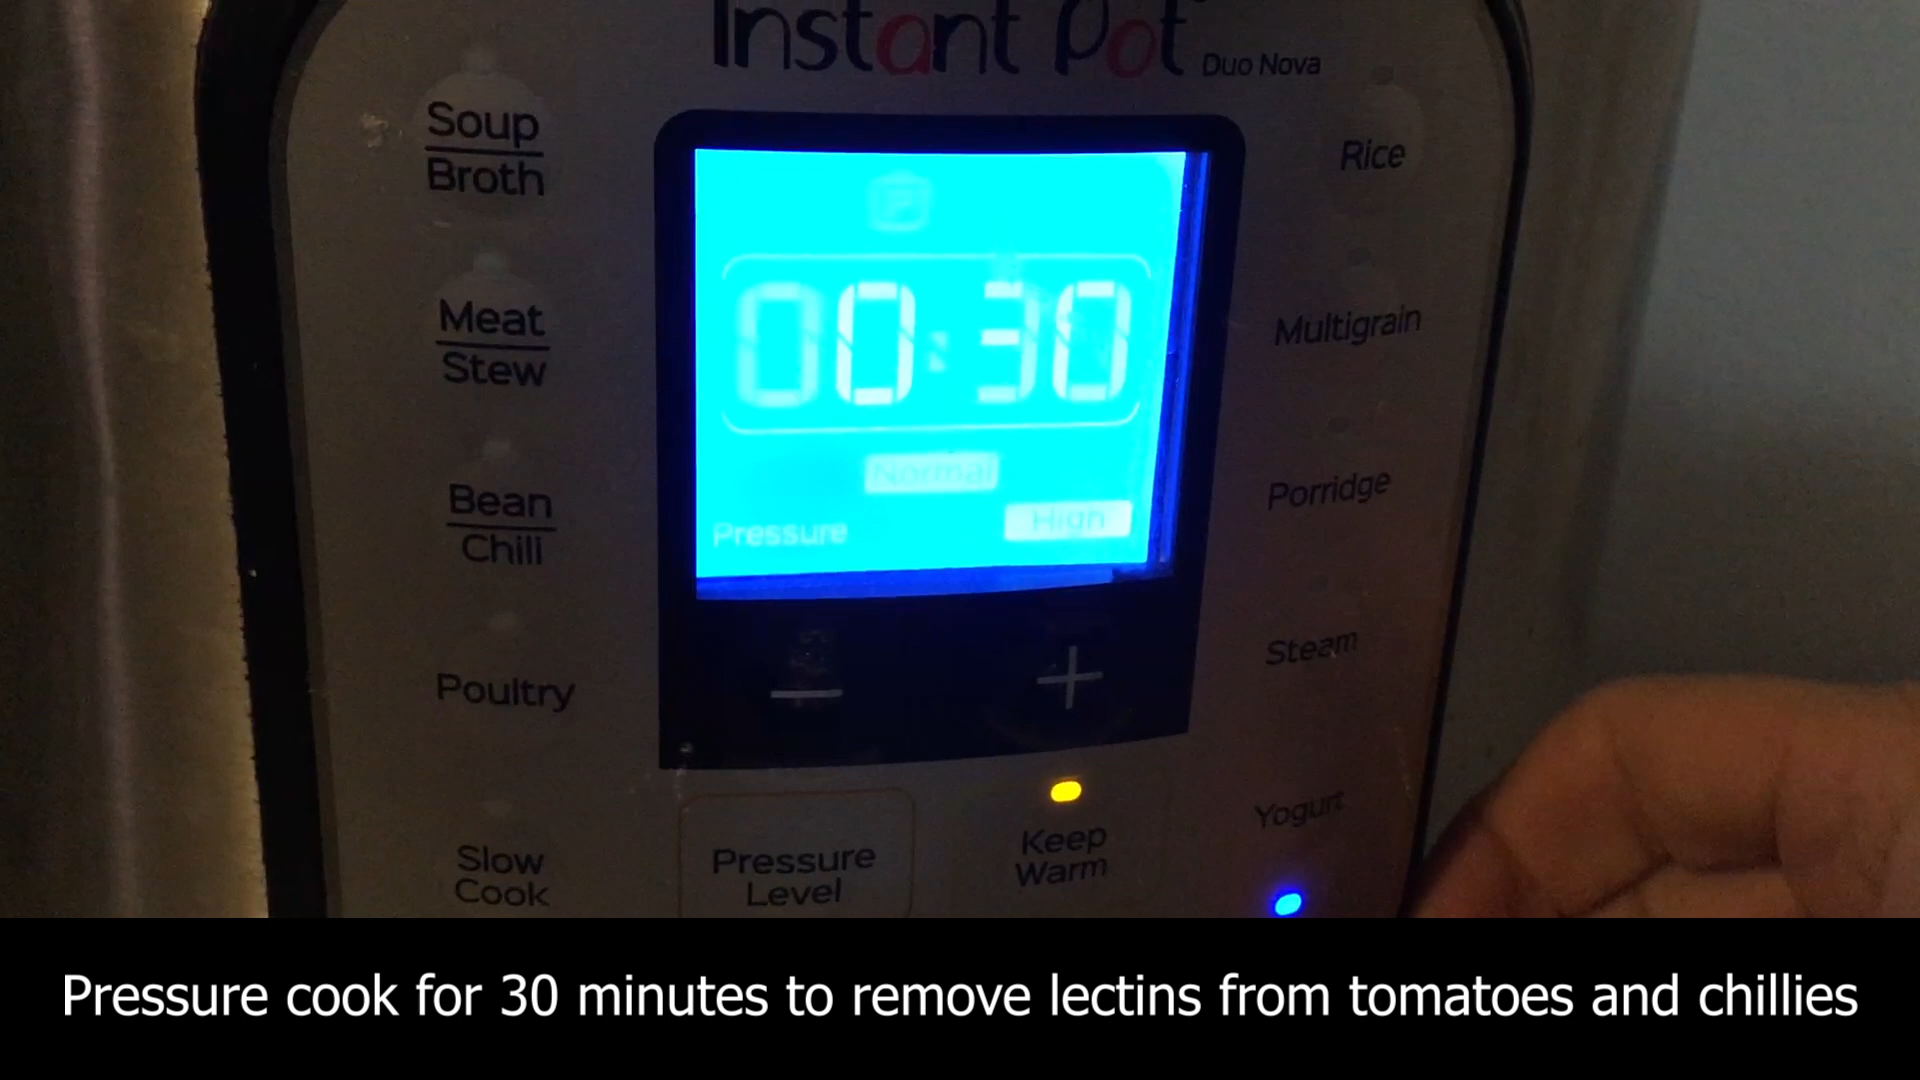 Instant Pot Duo Nova
Soup
Broth
Rice
Meat
Stew
Multigrain
00:30
Normal
Pressure High
Bean
Chili
Porridge
Poultry
Steam
− +
Yogurt
Slow
Cook
Pressure
Level
Keep
Warm
Pressure cook for 30 minutes to remove lectins from tomatoes and chillies